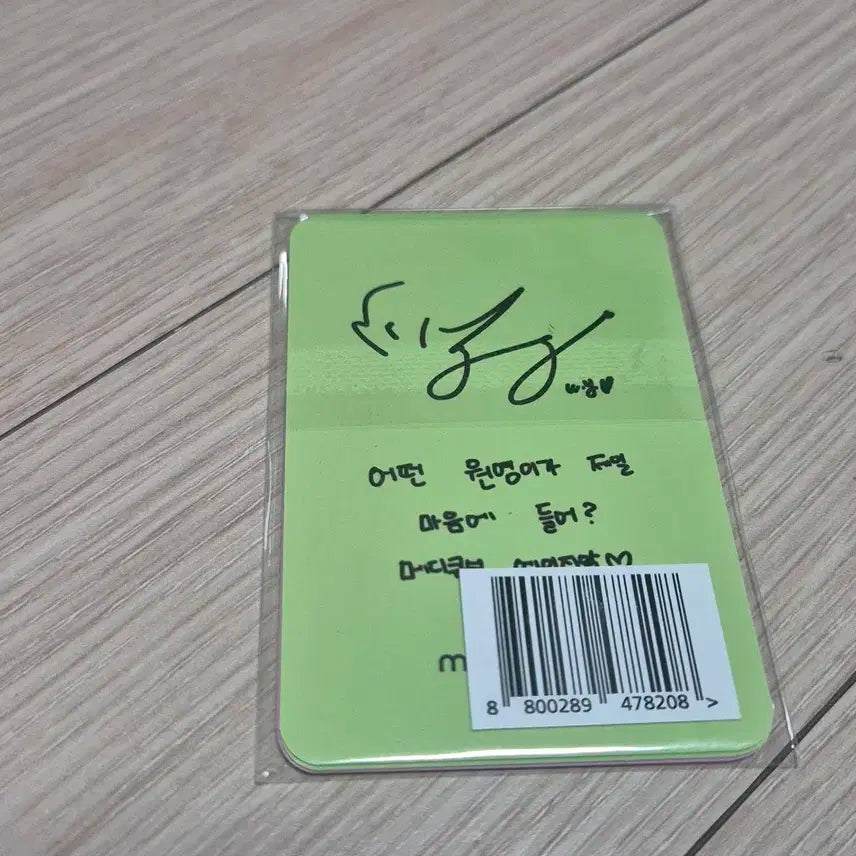 어떤 원영이가 제일
마음에 들어?
메디큐브
m
8 800289 478208 >